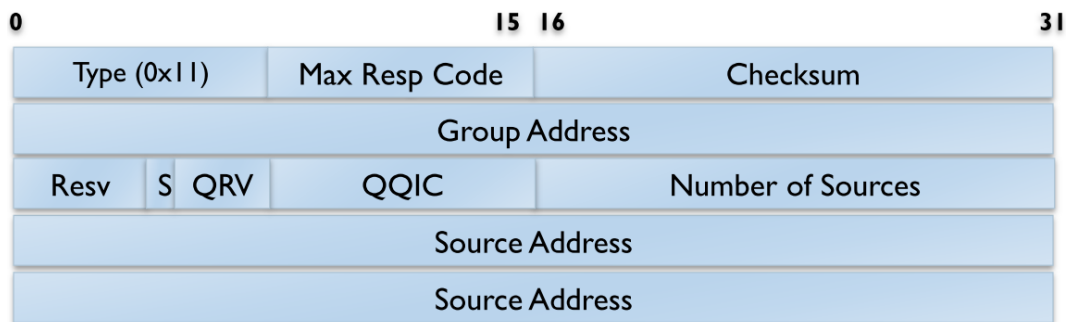 0 15 16 31
Type (0x11) Max Resp Code Checksum
Group Address
Resv S QRV QQIC Number of Sources
Source Address
Source Address